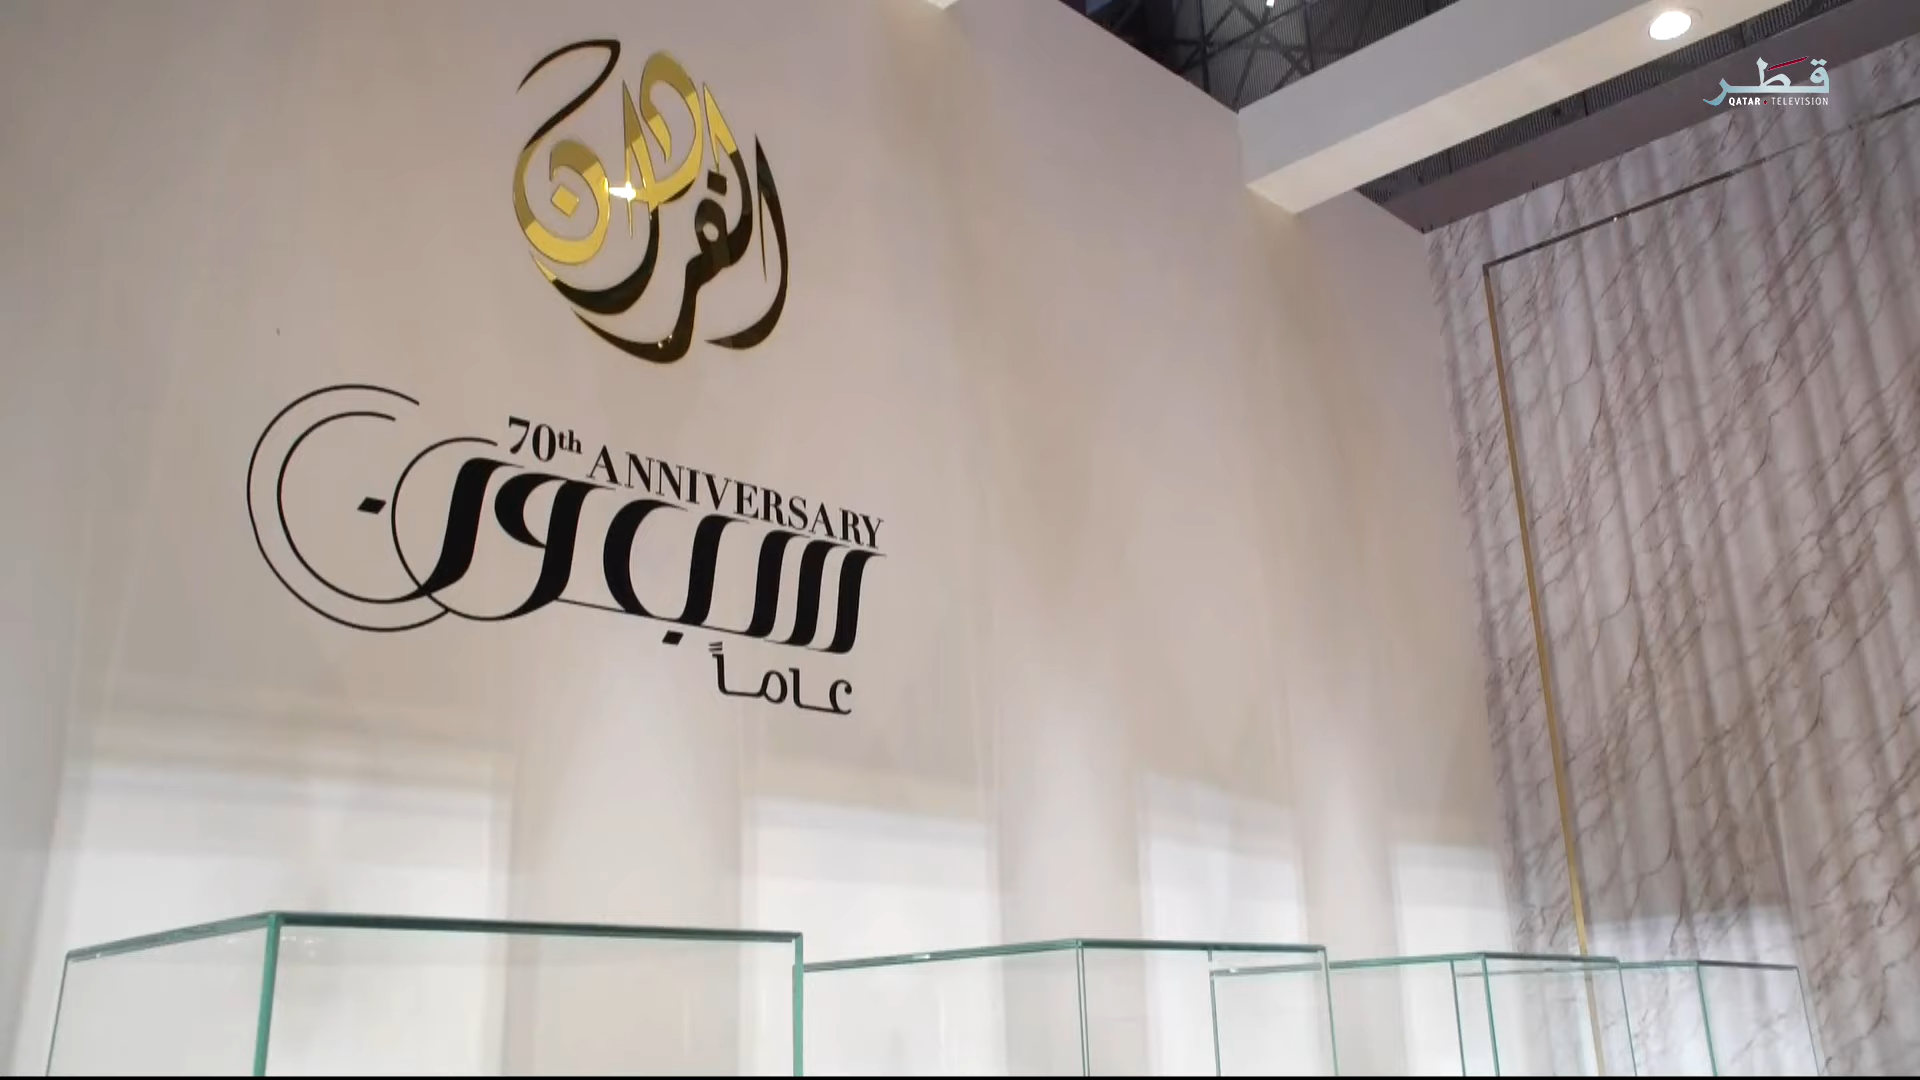 الفردان
70th ANNIVERSARY
سبعون
عاماً
قطر
QATAR TELEVISION